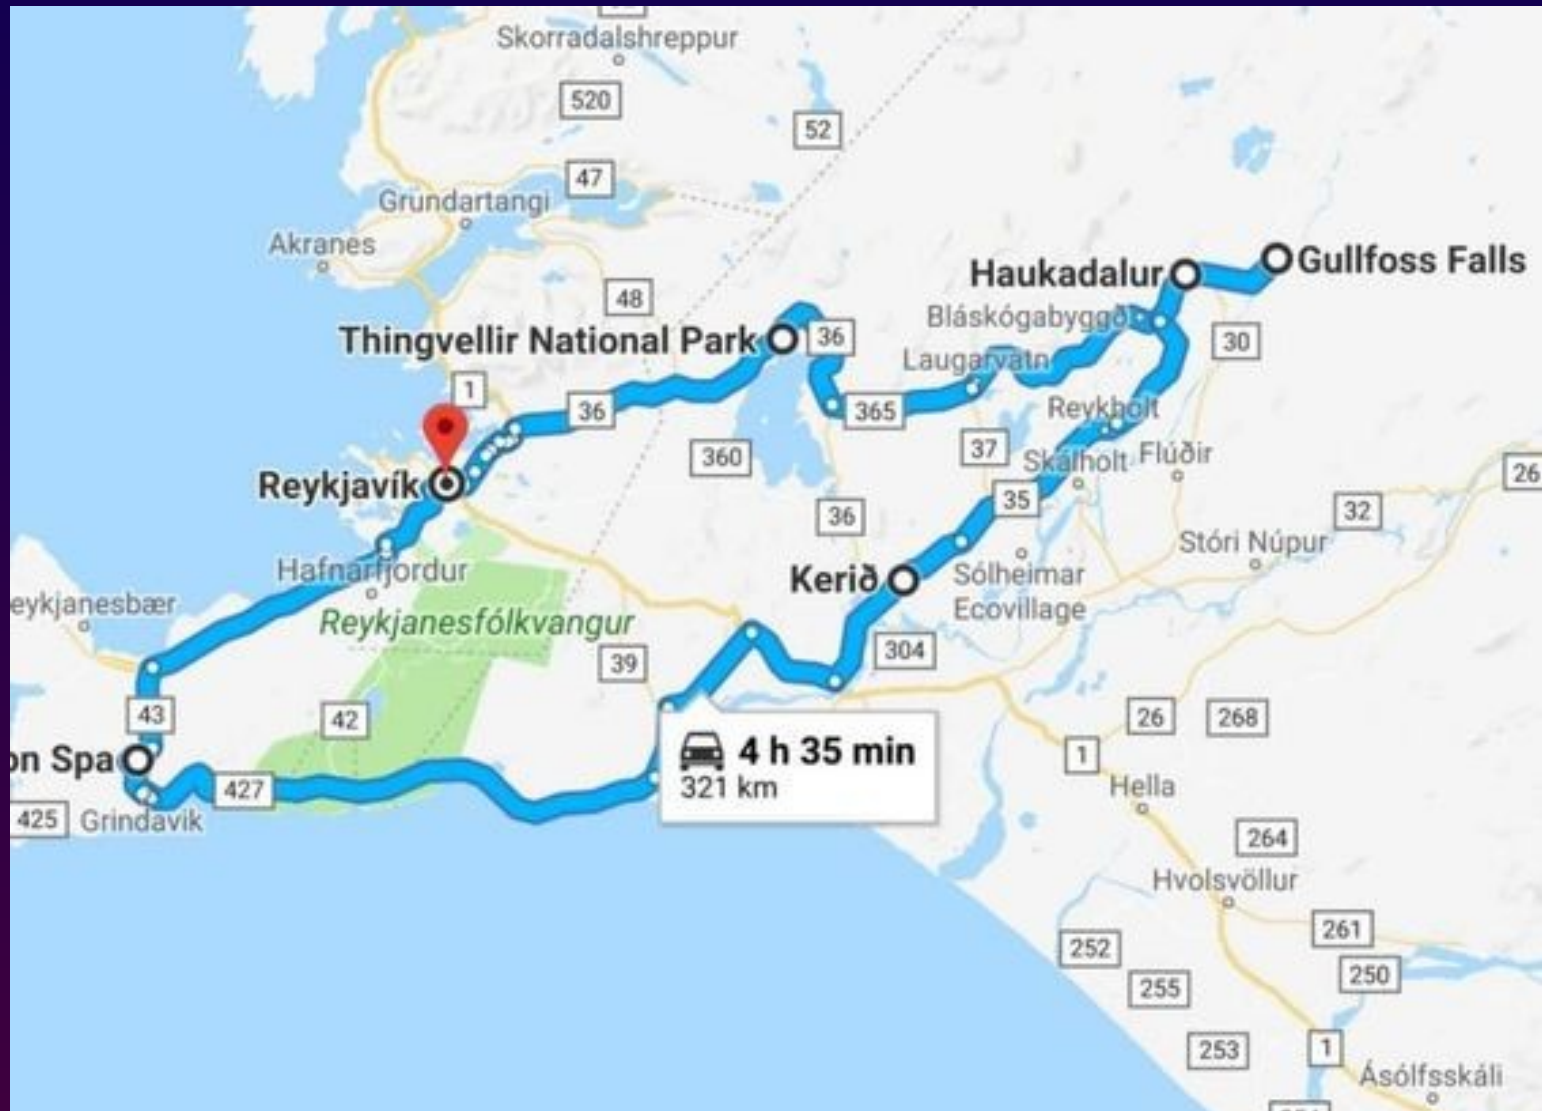 Skorradalshreppur
520
52
47
Grundartangi
Akranes
48
Haukadalur
Gullfoss Falls
Bláskógabyggð
30
Thingvellir National Park
36
Laugarvatn
1
36
365
Reykholt
360
37
Skálholt
Flúðir
26
Reykjavík
35
32
36
Stóri Núpur
Hafnarfjordur
Kerið
Sólheimar
Ecovillage
eykjanesbær
Reykjanesfólkvangur
39
304
43
42
26
268
on Spa
4 h 35 min
321 km
1
427
Hella
425
Grindavik
264
Hvolsvöllur
261
252
250
255
253
1
Ásólfsskáli